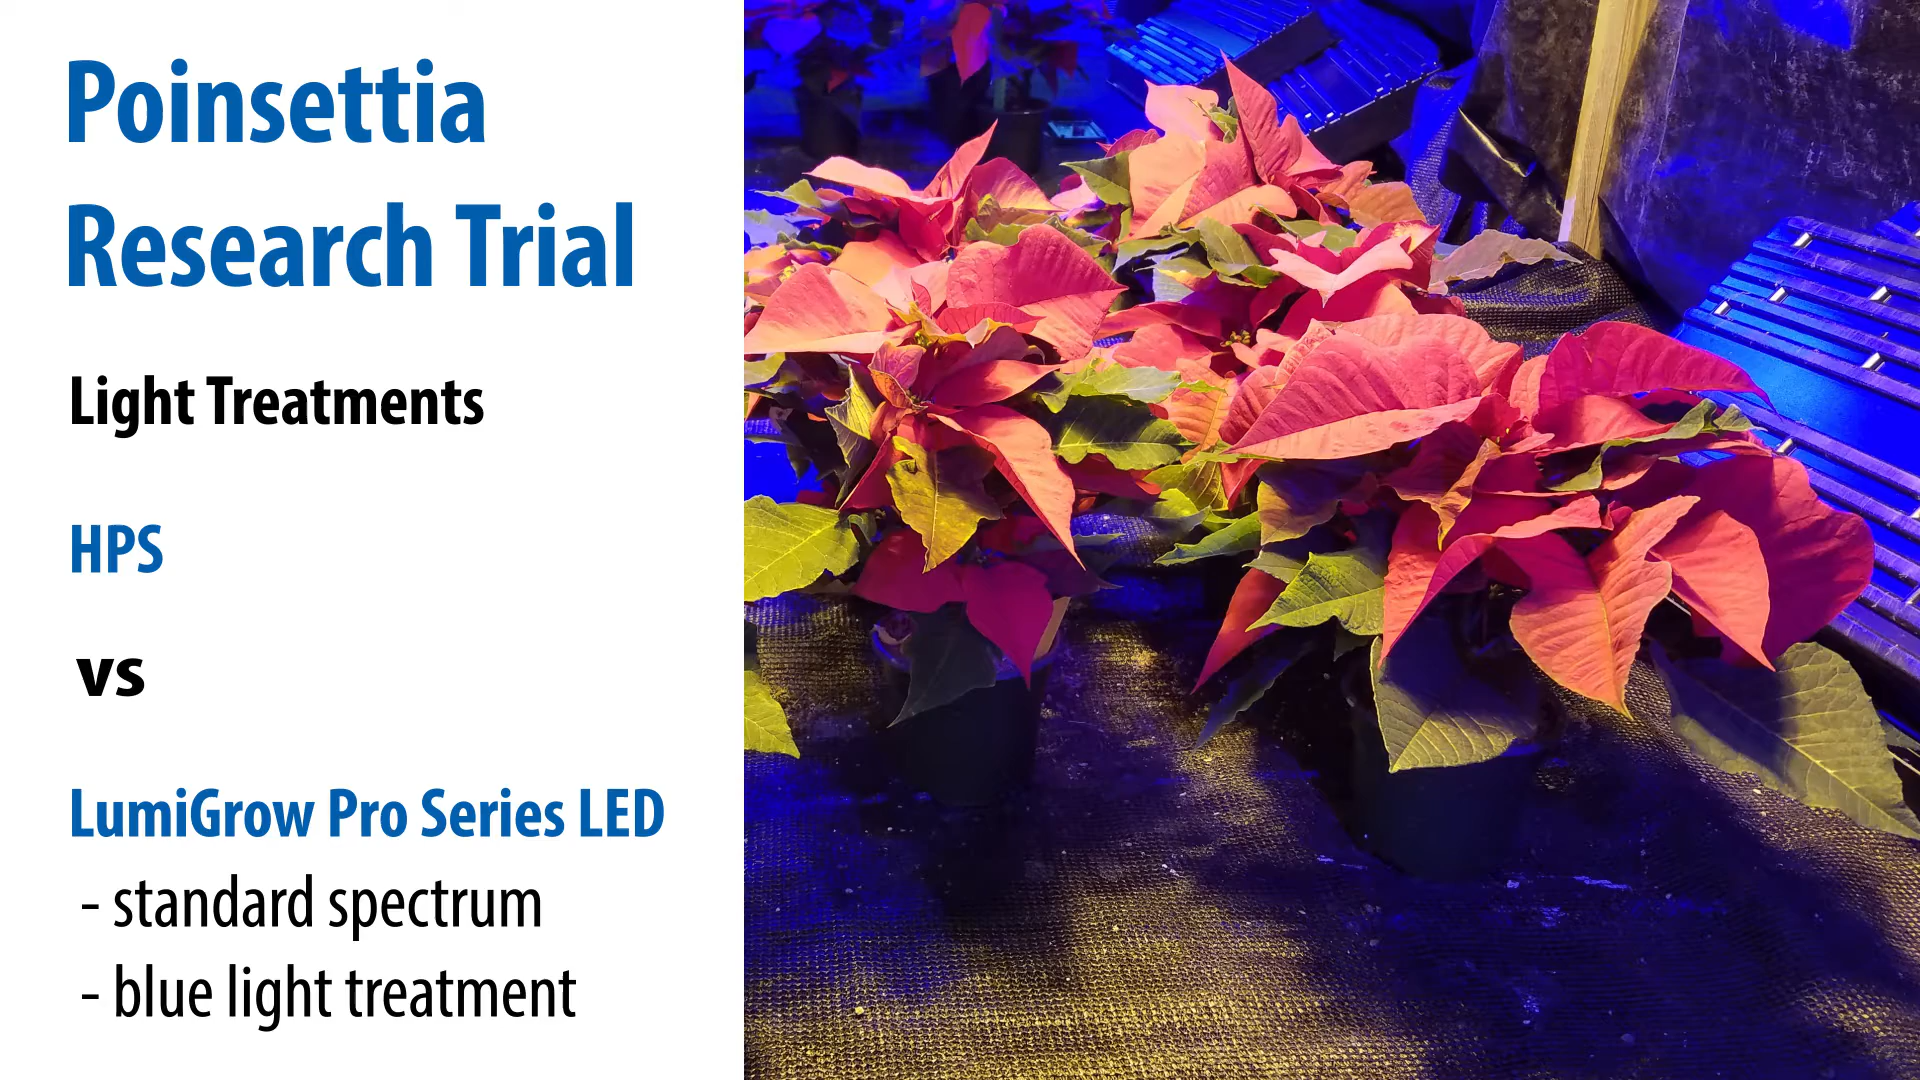 Poinsettia
Research Trial
Light Treatments
HPS
vs
LumiGrow Pro Series LED
- standard spectrum
- blue light treatment